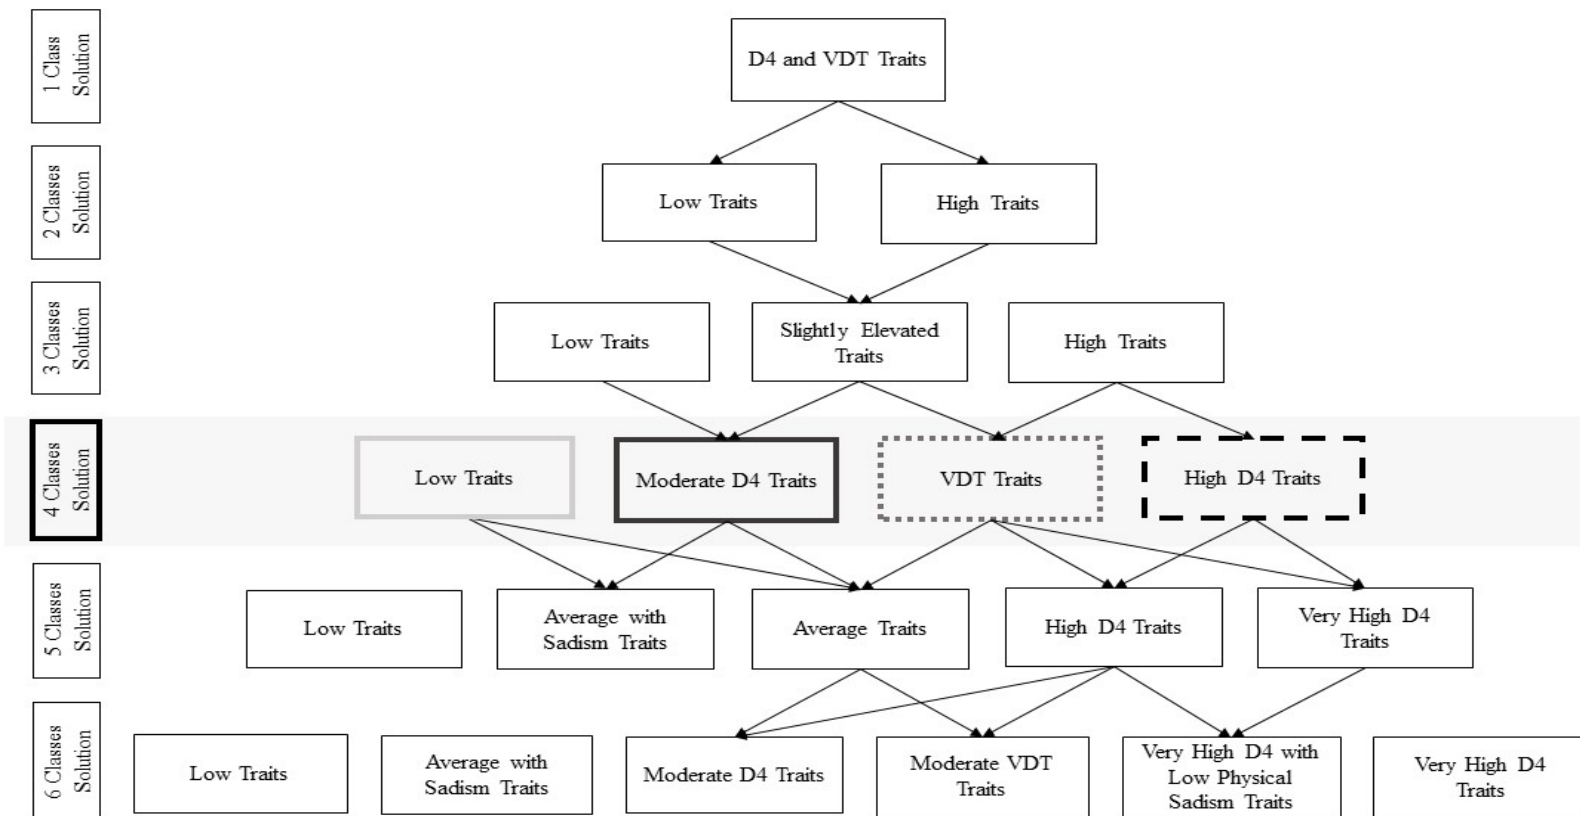 1 Class
Solution
D4 and VDT Traits
2 Classes
Solution
Low Traits
High Traits
3 Classes
Solution
Low Traits
Slightly Elevated
Traits
High Traits
4 Classes
Solution
Low Traits
Moderate D4 Traits
VDT Traits
High D4 Traits
5 Classes
Solution
Low Traits
Average with
Sadism Traits
Average Traits
High D4 Traits
Very High D4
Traits
6 Classes
Solution
Low Traits
Average with
Sadism Traits
Moderate D4 Traits
Moderate VDT
Traits
Very High D4 with
Low Physical
Sadism Traits
Very High D4
Traits